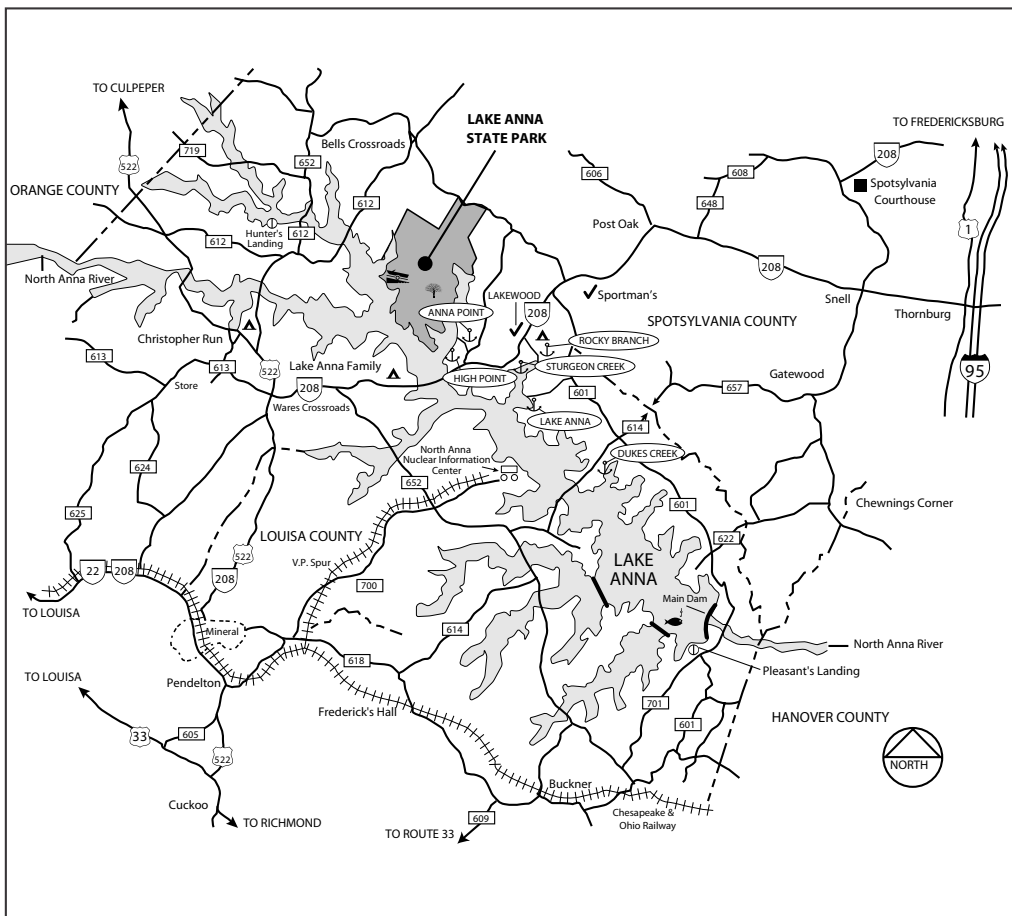 TO CULPEPER
LAKE ANNA
STATE PARK
TO FREDERICKSBURG
522
719
652
Bells Crossroads
606
608
208
Spotsylvania
Courthouse
ORANGE COUNTY
612
648
1
Hunter's
Landing
612
612
Post Oak
208
North Anna River
LAKEWOOD
Sportman's
Snell
208
ANNA POINT
SPOTSYLVANIA COUNTY
Thornburg
Christopher Run
ROCKY BRANCH
613
613
522
Lake Anna Family
HIGH POINT
STURGEON CREEK
Gatewood
95
Store
208
Wares Crossroads
601
657
LAKE ANNA
614
624
North Anna
Nuclear Information
Center
DUKES CREEK
652
601
Chewnings Corner
625
LOUISA COUNTY
522
208
622
22
208
V.P. Spur
700
LAKE
ANNA
TO LOUISA
Main Dam
Mineral
614
North Anna River
618
Pleasant's Landing
TO LOUISA
Pendelton
701
Frederick's Hall
601
HANOVER COUNTY
33
605
522
NORTH
Buckner
Cuckoo
TO RICHMOND
609
Chesapeake &
Ohio Railway
TO ROUTE 33